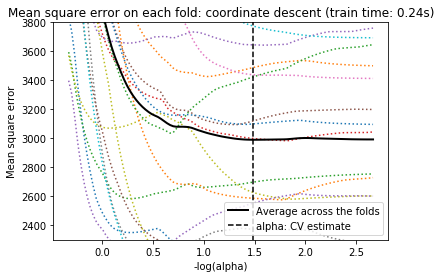 Mean square error on each fold: coordinate descent (train time: 0.24s)
3800
3600
3400
3200
3000
2800
2600
2400
Mean square error
0.0 0.5 1.0 1.5 2.0 2.5
-log(alpha)
Average across the folds
alpha: CV estimate